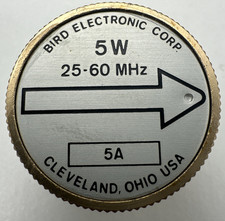 BIRD ELECTRONIC CORP.
5W
25-60 MHz
5A
CLEVELAND, OHIO USA